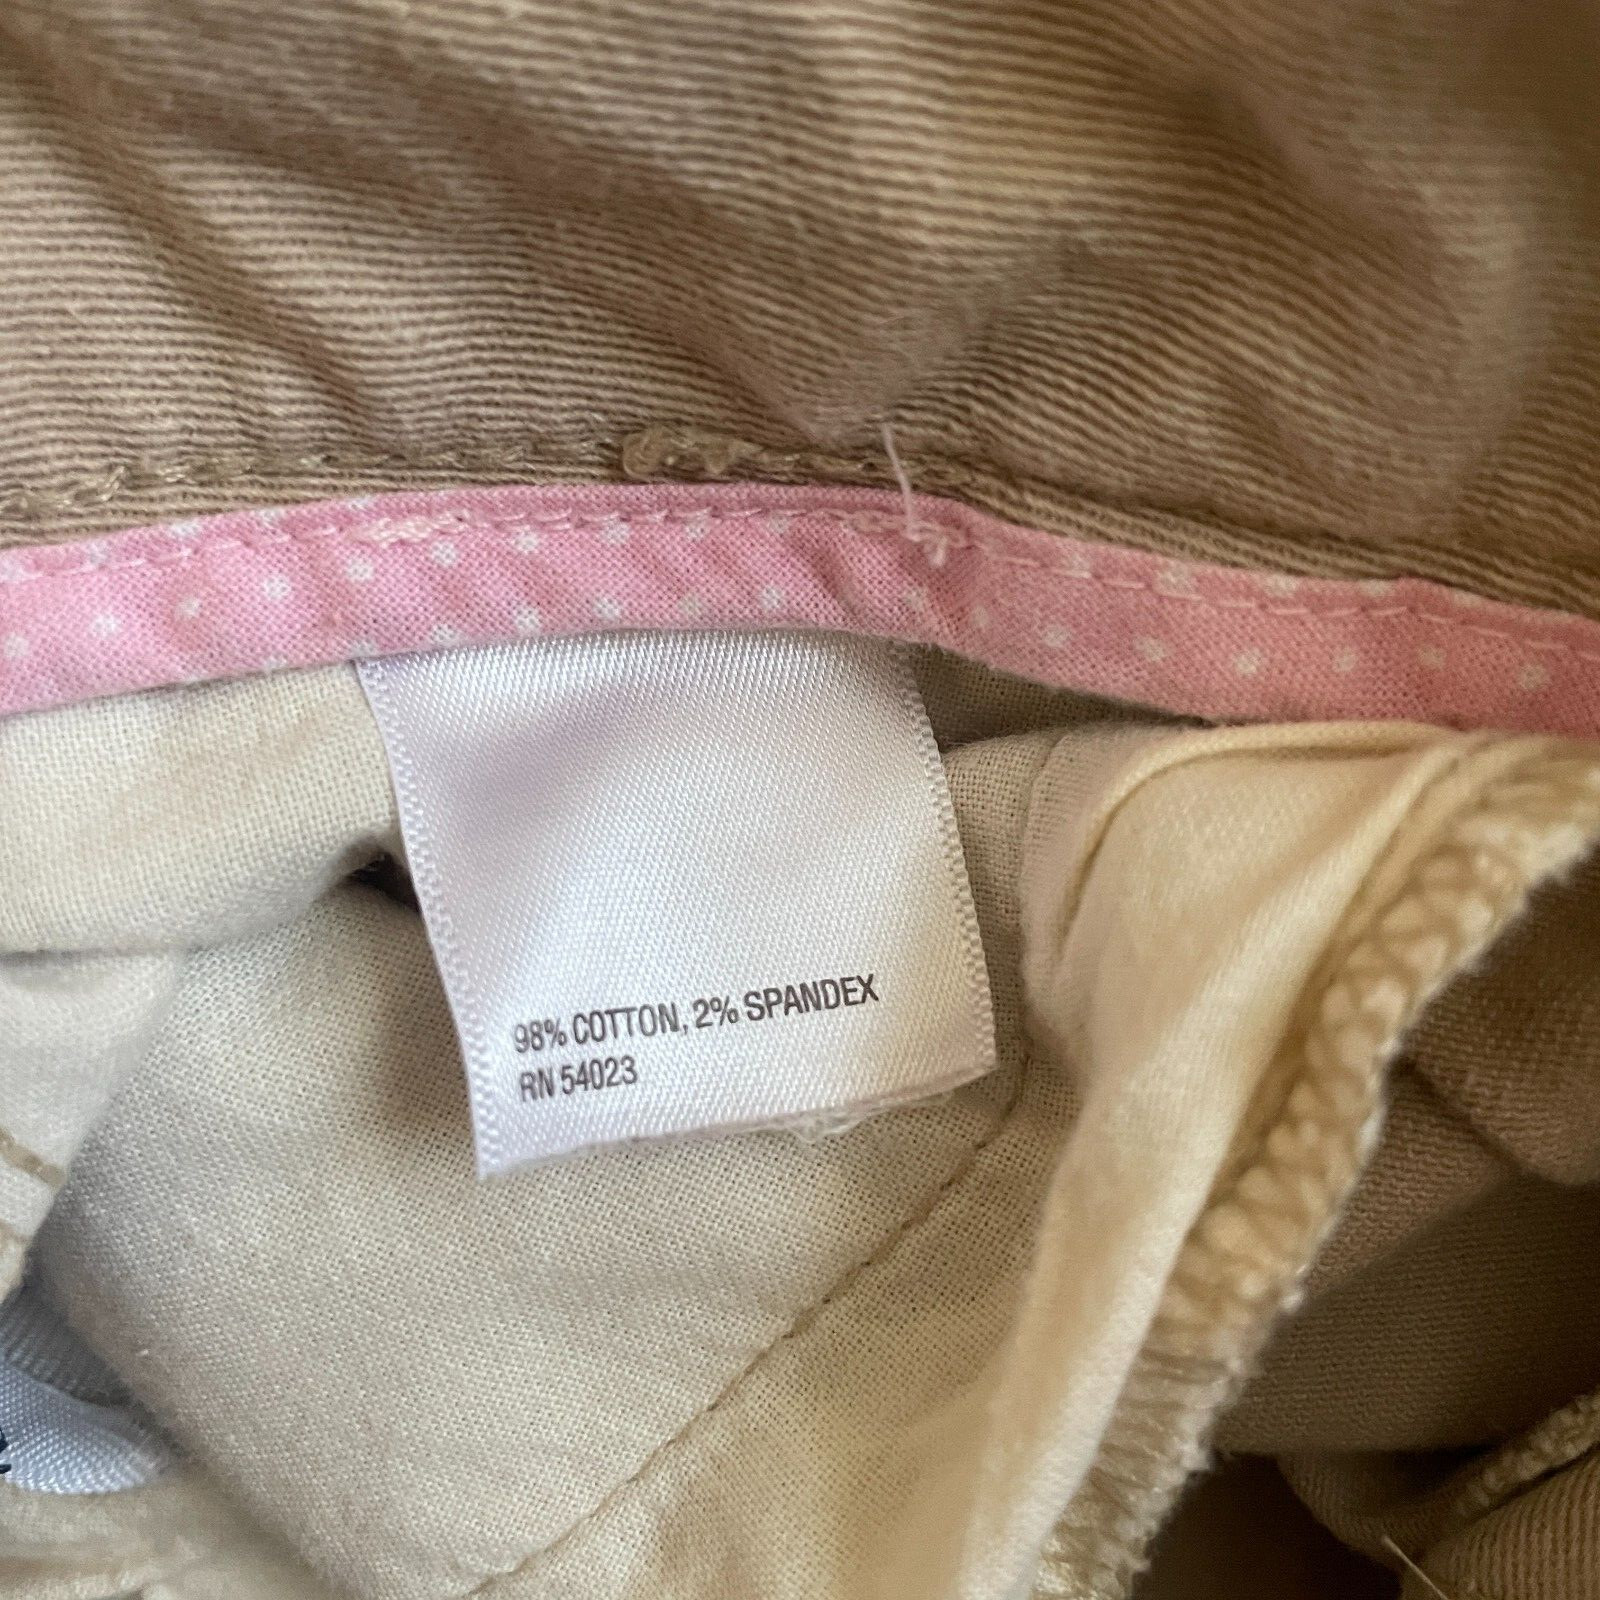 98% COTTON, 2% SPANDEX
RN 54023